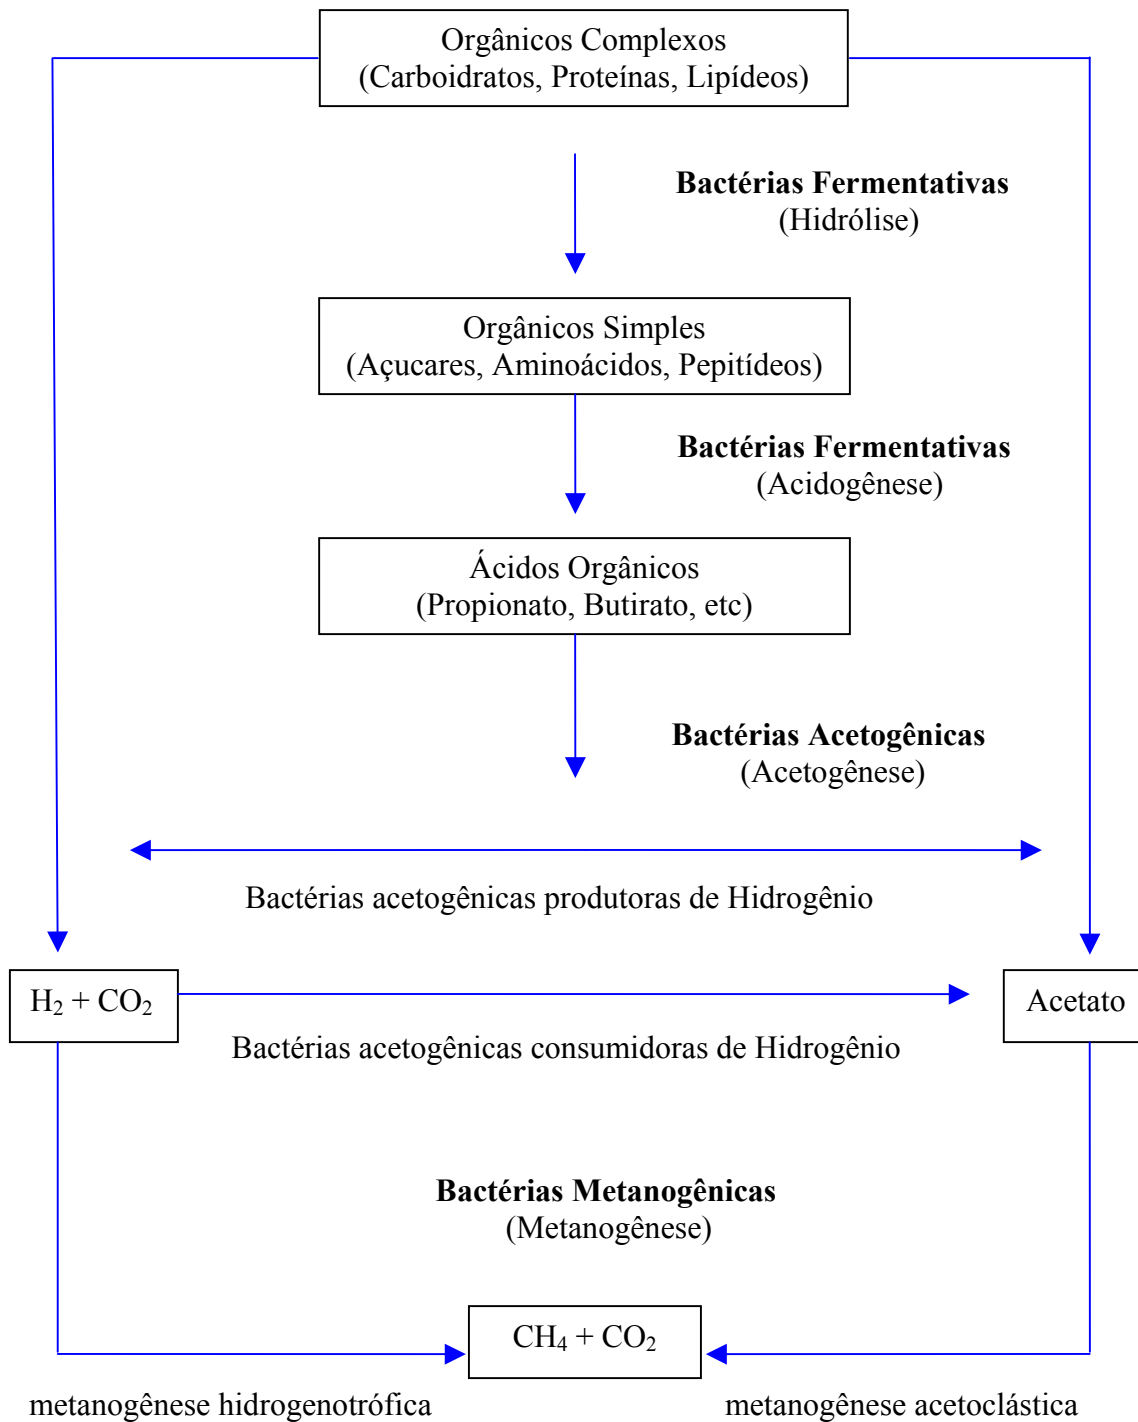 Orgânicos Complexos
(Carboidratos, Proteínas, Lipídeos)
Bactérias Fermentativas
(Hidrólise)
Orgânicos Simples
(Açucares, Aminoácidos, Pepitídeos)
Bactérias Fermentativas
(Acidogênese)
Ácidos Orgânicos
(Propionato, Butirato, etc)
Bactérias Acetogênicas
(Acetogênese)
Bactérias acetogênicas produtoras de Hidrogênio
H₂ + CO₂
Acetato
Bactérias acetogênicas consumidoras de Hidrogênio
Bactérias Metanogênicas
(Metanogênese)
CH₄ + CO₂
metanogênese hidrogenotrófica
metanogênese acetoclástica